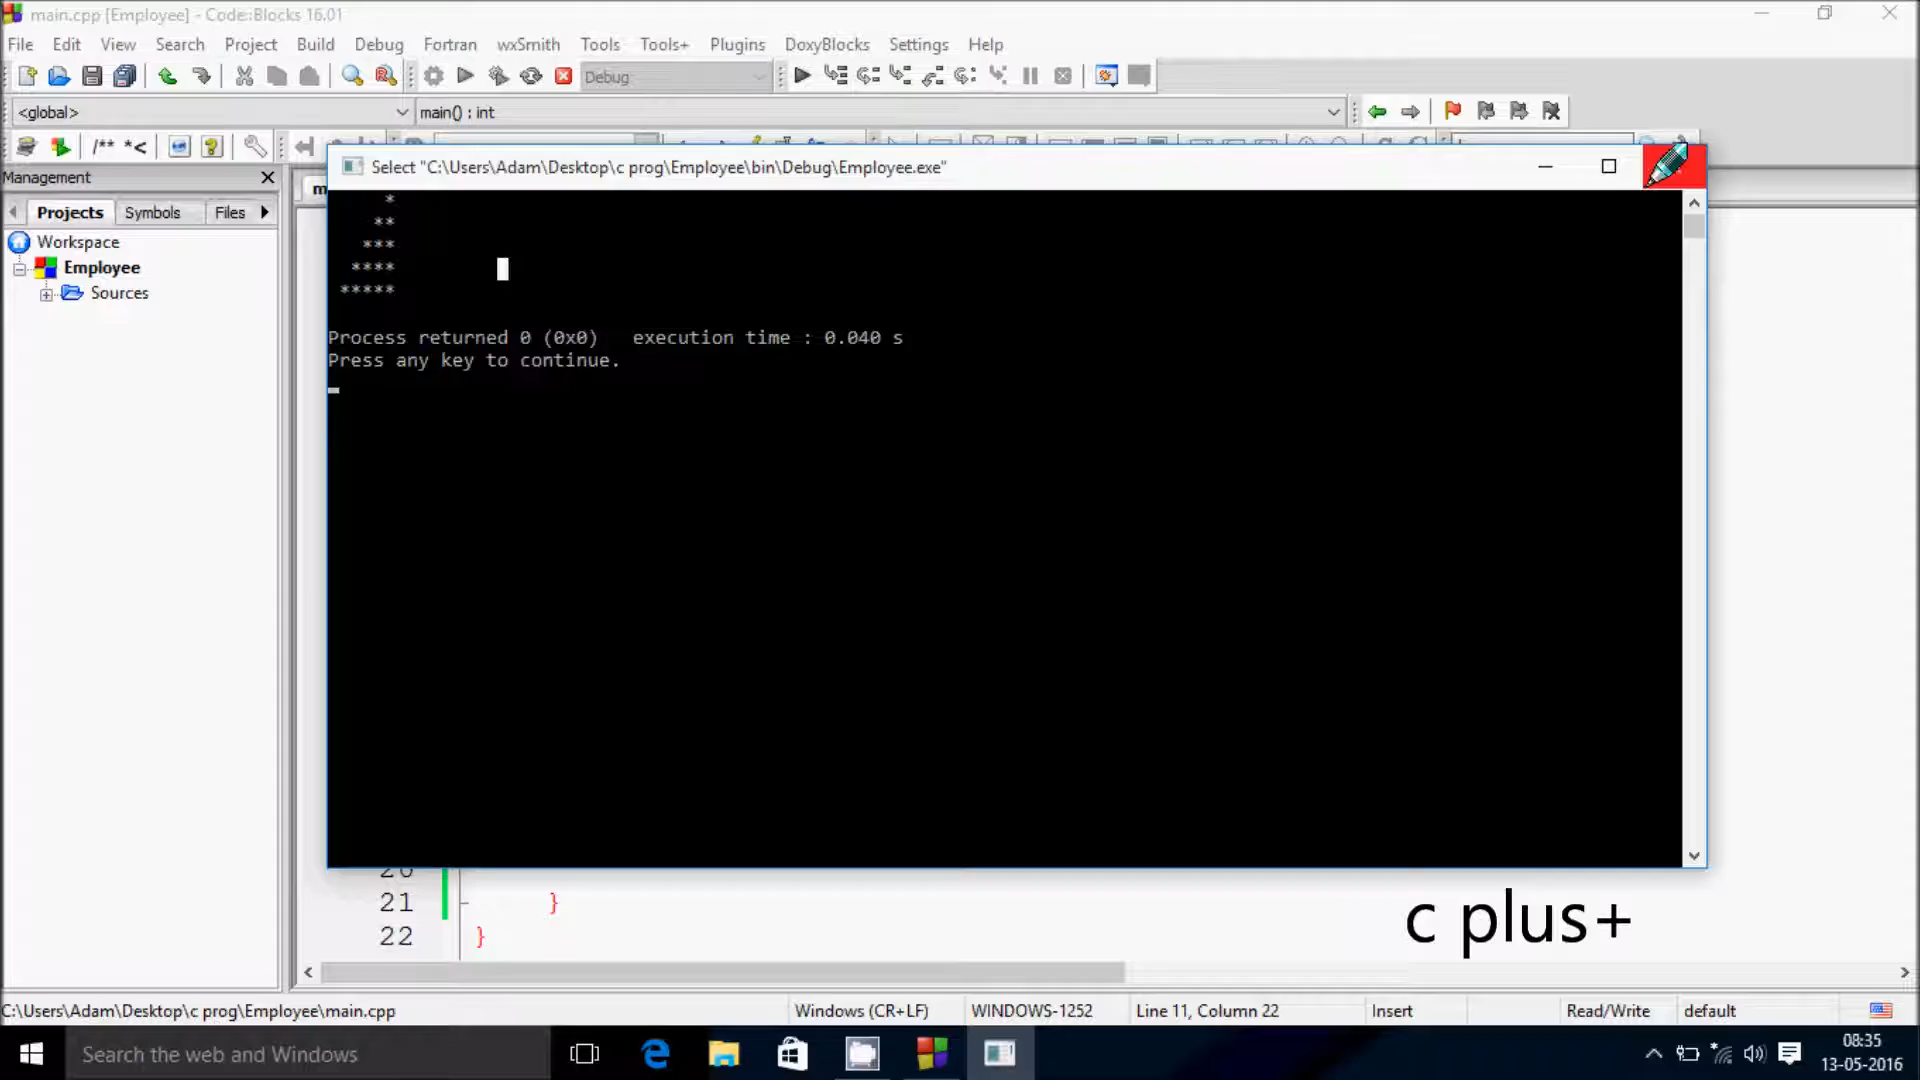 main.cpp [Employee] - Code::Blocks 16.01
File Edit View Search Project Build Debug Fortran wxSmith Tools Tools+ Plugins DoxyBlocks Settings Help
Debug
<global> main() : int
/** *<
Management
Select "C:\Users\Adam\Desktop\c prog\Employee\bin\Debug\Employee.exe"
Projects Symbols Files
Workspace
Employee
Sources
*
**
***
****
*****
Process returned 0 (0x0)   execution time : 0.040 s
Press any key to continue.
20
21 }
22 }
c plus+
C:\Users\Adam\Desktop\c prog\Employee\main.cpp Windows (CR+LF) WINDOWS-1252 Line 11, Column 22 Insert Read/Write default
Search the web and Windows
08:35
13-05-2016